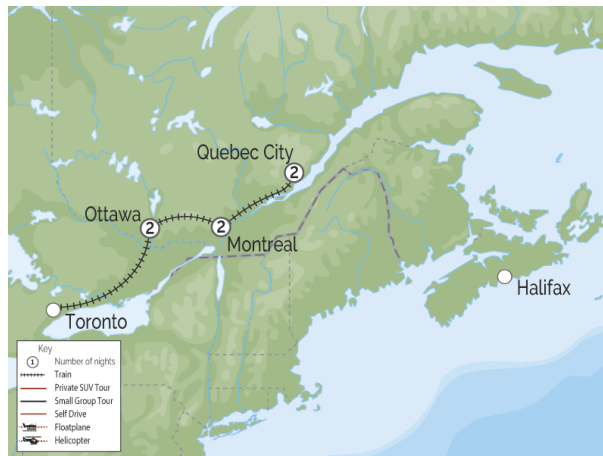 Quebec City
2
Ottawa
2
2
Montreal
Halifax
Toronto
Key
1 Number of nights
Train
Private SUV Tour
Small Group Tour
Self Drive
Floatplane
Helicopter